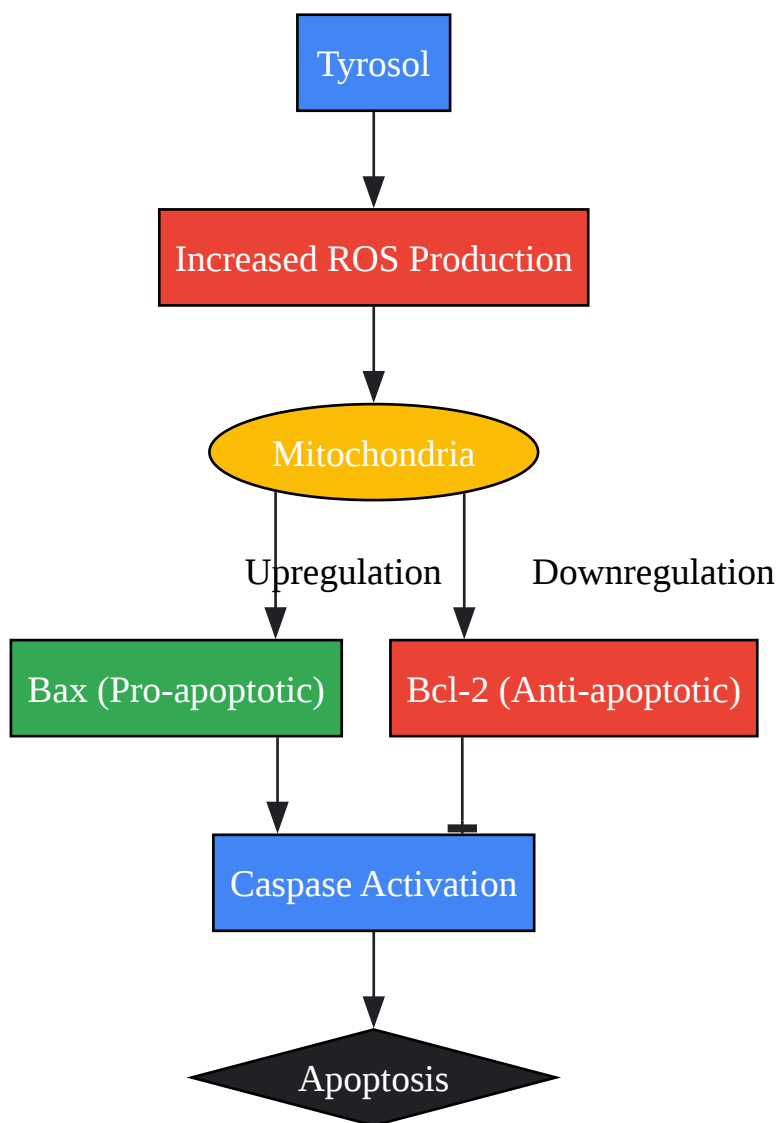 Tyrosol
Increased ROS Production
Mitochondria
Upregulation
Downregulation
Bax (Pro-apoptotic)
Bcl-2 (Anti-apoptotic)
Caspase Activation
Apoptosis